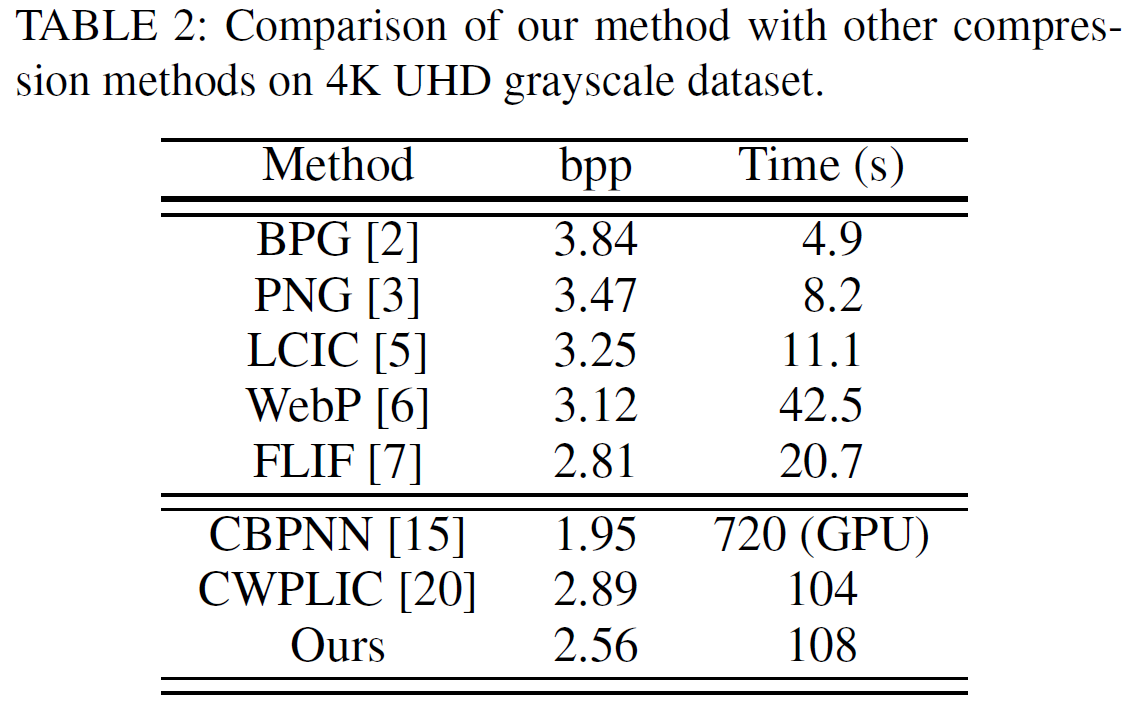 TABLE 2: Comparison of our method with other compres-
sion methods on 4K UHD grayscale dataset.
Method bpp Time (s)
BPG [2] 3.84 4.9
PNG [3] 3.47 8.2
LCIC [5] 3.25 11.1
WebP [6] 3.12 42.5
FLIF [7] 2.81 20.7
CBPNN [15] 1.95 720 (GPU)
CWPLIC [20] 2.89 104
Ours 2.56 108